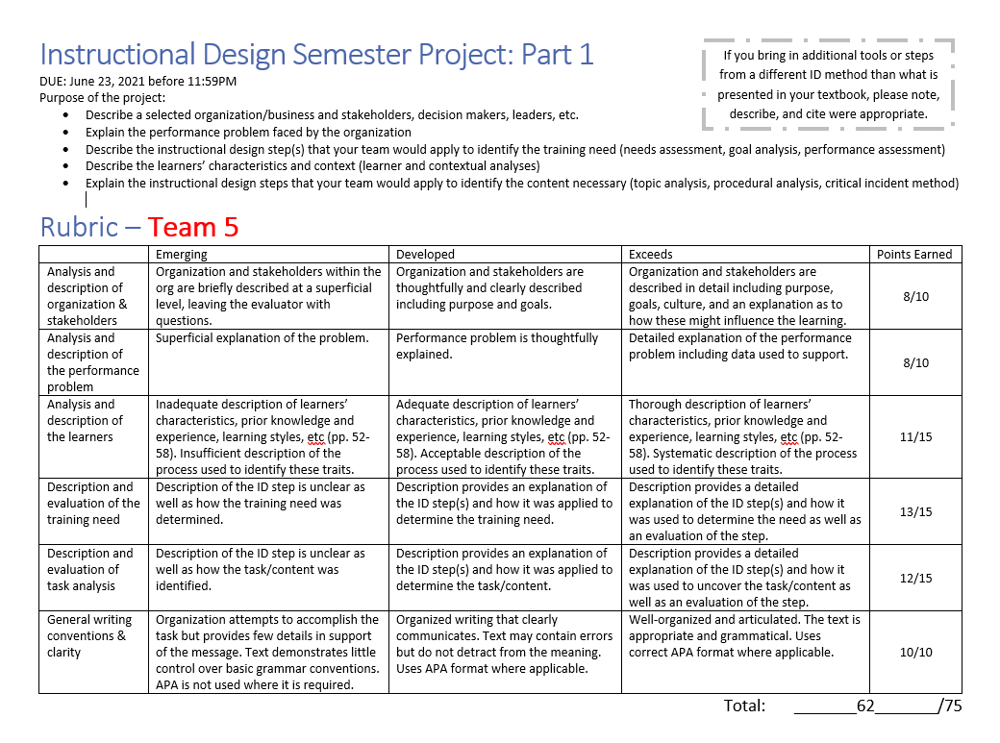 Instructional Design Semester Project: Part 1
DUE: June 23, 2021 before 11:59PM
Purpose of the project:
• Describe a selected organization/business and stakeholders, decision makers, leaders, etc.
• Explain the performance problem faced by the organization
• Describe the instructional design step(s) that your team would apply to identify the training need (needs assessment, goal analysis, performance assessment)
• Describe the learners’ characteristics and context (learner and contextual analyses)
• Explain the instructional design steps that your team would apply to identify the content necessary (topic analysis, procedural analysis, critical incident method)
If you bring in additional tools or steps
from a different ID method than what is
presented in your textbook, please note,
describe, and cite were appropriate.
Rubric – Team 5
Emerging
Developed
Exceeds
Points Earned
Analysis and
description of
organization &
stakeholders
Organization and stakeholders within the
org are briefly described at a superficial
level, leaving the evaluator with
questions.
Organization and stakeholders are
thoughtfully and clearly described
including purpose and goals.
Organization and stakeholders are
described in detail including purpose,
goals, culture, and an explanation as to
how these might influence the learning.
8/10
Analysis and
description of
the performance
problem
Superficial explanation of the problem.
Performance problem is thoughtfully
explained.
Detailed explanation of the performance
problem including data used to support.
8/10
Analysis and
description of
the learners
Inadequate description of learners’
characteristics, prior knowledge and
experience, learning styles, etc (pp. 52-
58). Insufficient description of the
process used to identify these traits.
Adequate description of learners’
characteristics, prior knowledge and
experience, learning styles, etc (pp. 52-
58). Acceptable description of the
process used to identify these traits.
Thorough description of learners’
characteristics, prior knowledge and
experience, learning styles, etc (pp. 52-
58). Systematic description of the process
used to identify these traits.
11/15
Description and
evaluation of the
training need
Description of the ID step is unclear as
well as how the training need was
determined.
Description provides an explanation of
the ID step(s) and how it was applied to
determine the training need.
Description provides a detailed
explanation of the ID step(s) and how it
was used to determine the need as well as
an evaluation of the step.
13/15
Description and
evaluation of
task analysis
Description of the ID step is unclear as
well as how the task/content was
identified.
Description provides an explanation of
the ID step(s) and how it was applied to
determine the task/content.
Description provides a detailed
explanation of the ID step(s) and how it
was used to uncover the task/content as
well as an evaluation of the step.
12/15
General writing
conventions &
clarity
Organization attempts to accomplish the
task but provides few details in support
of the message. Text demonstrates little
control over basic grammar conventions.
APA is not used where it is required.
Organized writing that clearly
communicates. Text may contain errors
but do not detract from the meaning.
Uses APA format where applicable.
Well-organized and articulated. The text is
appropriate and grammatical. Uses
correct APA format where applicable.
10/10
Total: _______62_______/75